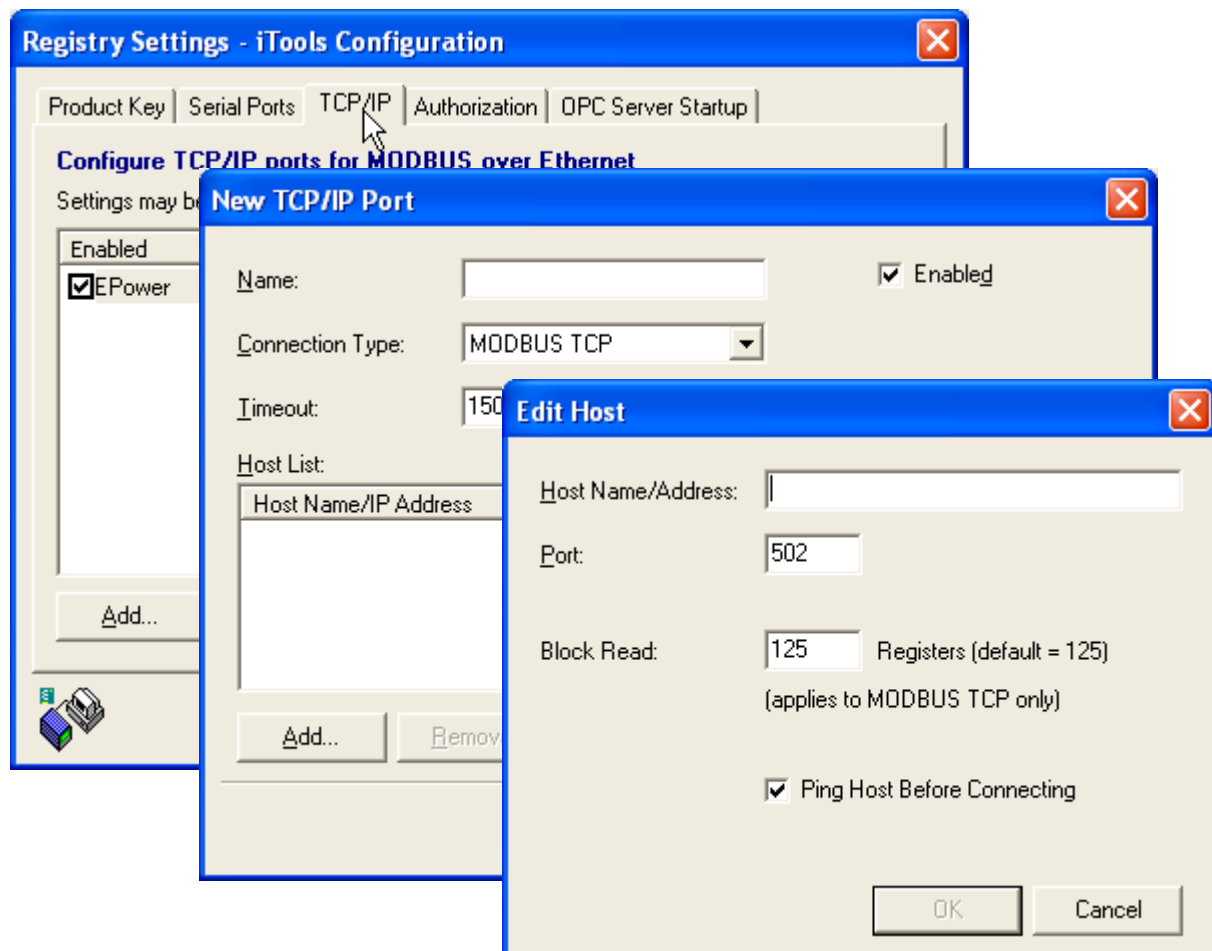 Registry Settings - iTools Configuration
Product Key
Serial Ports
TCP/IP
Authorization
OPC Server Startup
Configure TCP/IP ports for MODBUS over Ethernet
Settings may be
Enabled
EPower
Add...
New TCP/IP Port
Name:
Enabled
Connection Type:
MODBUS TCP
Timeout:
150
Host List:
Host Name/IP Address
Add...
Remov
Edit Host
Host Name/Address:
Port:
502
Block Read:
125
Registers (default = 125)
(applies to MODBUS TCP only)
Ping Host Before Connecting
OK
Cancel